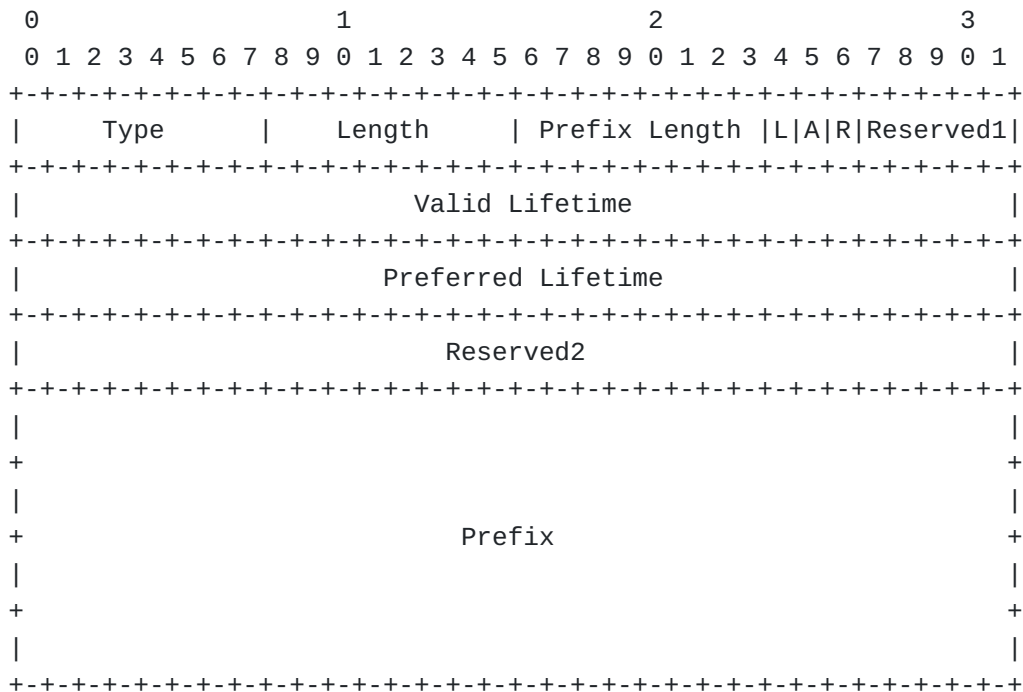 0                   1                   2                   3
 0 1 2 3 4 5 6 7 8 9 0 1 2 3 4 5 6 7 8 9 0 1 2 3 4 5 6 7 8 9 0 1
+-+-+-+-+-+-+-+-+-+-+-+-+-+-+-+-+-+-+-+-+-+-+-+-+-+-+-+-+-+-+-+-+
|     Type      |    Length     | Prefix Length |L|A|R|Reserved1|
+-+-+-+-+-+-+-+-+-+-+-+-+-+-+-+-+-+-+-+-+-+-+-+-+-+-+-+-+-+-+-+-+
|                         Valid Lifetime                        |
+-+-+-+-+-+-+-+-+-+-+-+-+-+-+-+-+-+-+-+-+-+-+-+-+-+-+-+-+-+-+-+-+
|                       Preferred Lifetime                      |
+-+-+-+-+-+-+-+-+-+-+-+-+-+-+-+-+-+-+-+-+-+-+-+-+-+-+-+-+-+-+-+-+
|                           Reserved2                           |
+-+-+-+-+-+-+-+-+-+-+-+-+-+-+-+-+-+-+-+-+-+-+-+-+-+-+-+-+-+-+-+-+
|                                                               |
+                                                               +
|                                                               |
+                            Prefix                             +
|                                                               |
+                                                               +
|                                                               |
+-+-+-+-+-+-+-+-+-+-+-+-+-+-+-+-+-+-+-+-+-+-+-+-+-+-+-+-+-+-+-+-+